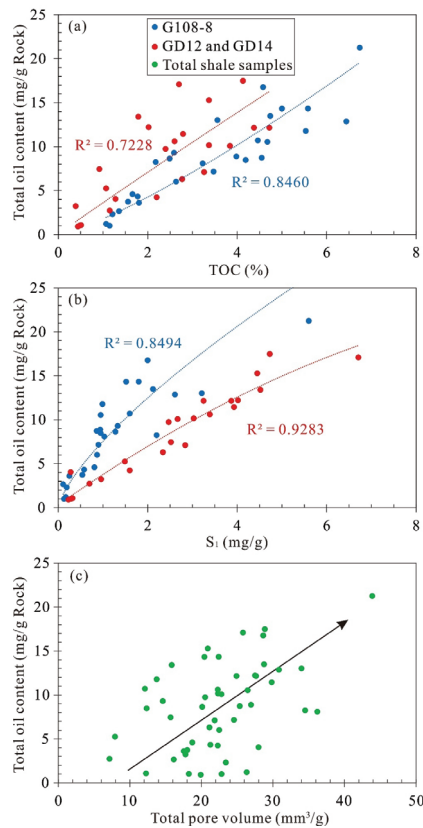 (a)
G108-8
GD12 and GD14
Total shale samples
Total oil content (mg/g Rock)
25
20
15
10
5
0
R² = 0.7228
R² = 0.8460
0 1 2 3 4 5 6 7 8
TOC (%)
(b)
Total oil content (mg/g Rock)
25
20
15
10
5
0
R² = 0.8494
R² = 0.9283
0 2 4 6 8
S₁ (mg/g)
(c)
Total oil content (mg/g Rock)
25
20
15
10
5
0
0 10 20 30 40 50
Total pore volume (mm³/g)